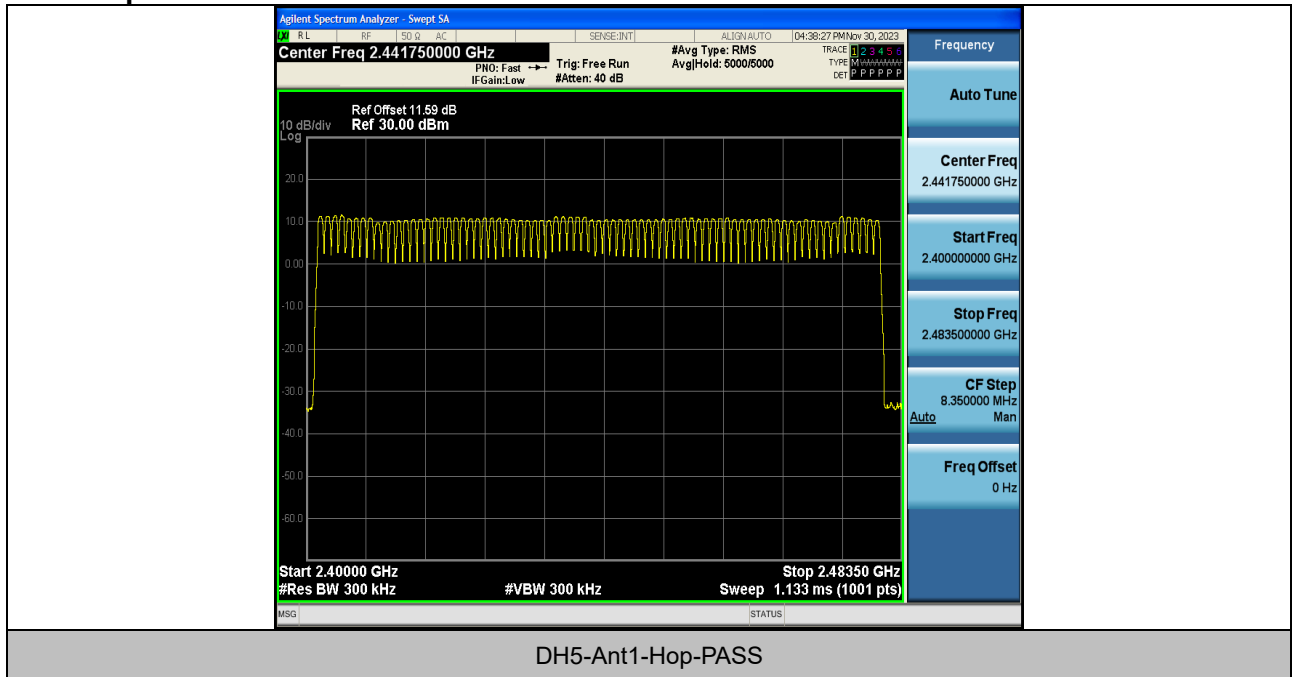 Agilent Spectrum Analyzer - Swept SA
LXI RL RF 50 Ω AC SENSE:INT ALIGN AUTO 04:38:27 PM Nov 30, 2023
Center Freq 2.441750000 GHz
PNO: Fast
IFGain:Low
Trig: Free Run
#Atten: 40 dB
#Avg Type: RMS
Avg|Hold: 5000/5000
TRACE 1 2 3 4 5 6
TYPE M
DET P P P P P P
Ref Offset 11.59 dB
10 dB/div Ref 30.00 dBm
Log
20.0
10.0
0.00
-10.0
-20.0
-30.0
-40.0
-50.0
-60.0
Start 2.40000 GHz Stop 2.48350 GHz
#Res BW 300 kHz #VBW 300 kHz Sweep 1.133 ms (1001 pts)
MSG STATUS
Frequency
Auto Tune
Center Freq
2.441750000 GHz
Start Freq
2.400000000 GHz
Stop Freq
2.483500000 GHz
CF Step
8.350000 MHz
Auto Man
Freq Offset
0 Hz
DH5-Ant1-Hop-PASS